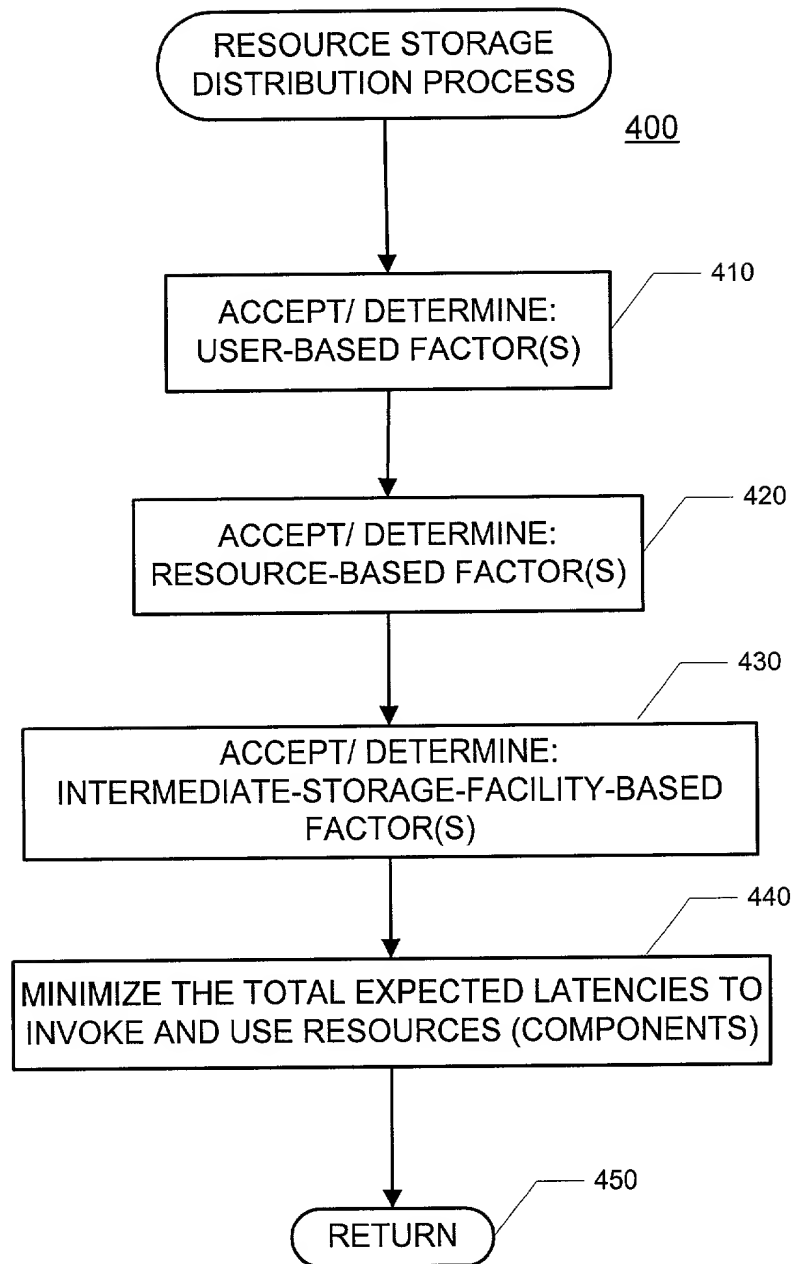 RESOURCE STORAGE
DISTRIBUTION PROCESS
400
410
ACCEPT/ DETERMINE:
USER-BASED FACTOR(S)
420
ACCEPT/ DETERMINE:
RESOURCE-BASED FACTOR(S)
430
ACCEPT/ DETERMINE:
INTERMEDIATE-STORAGE-FACILITY-BASED
FACTOR(S)
440
MINIMIZE THE TOTAL EXPECTED LATENCIES TO
INVOKE AND USE RESOURCES (COMPONENTS)
450
RETURN